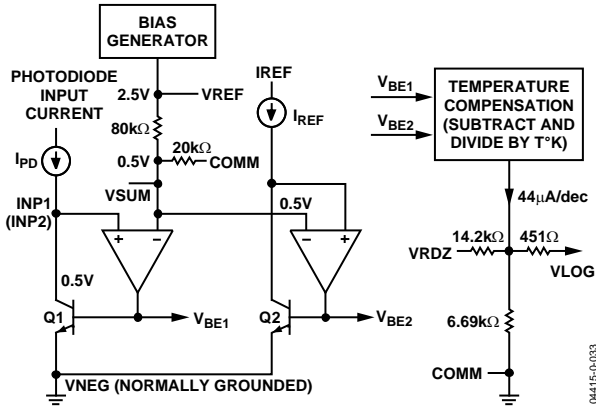 BIAS
GENERATOR
PHOTODIODE
INPUT
CURRENT
2.5V
VREF
IREF
IREF
80kΩ
20kΩ
0.5V
COMM
VSUM
IPD
INP1
(INP2)
0.5V
+
–
–
+
0.5V
Q1
VBE1
Q2
VBE2
VNEG (NORMALLY GROUNDED)
VBE1
VBE2
TEMPERATURE
COMPENSATION
(SUBTRACT AND
DIVIDE BY T°K)
44μA/dec
14.2kΩ
451Ω
VRDZ
VLOG
6.69kΩ
COMM
04415-0-033